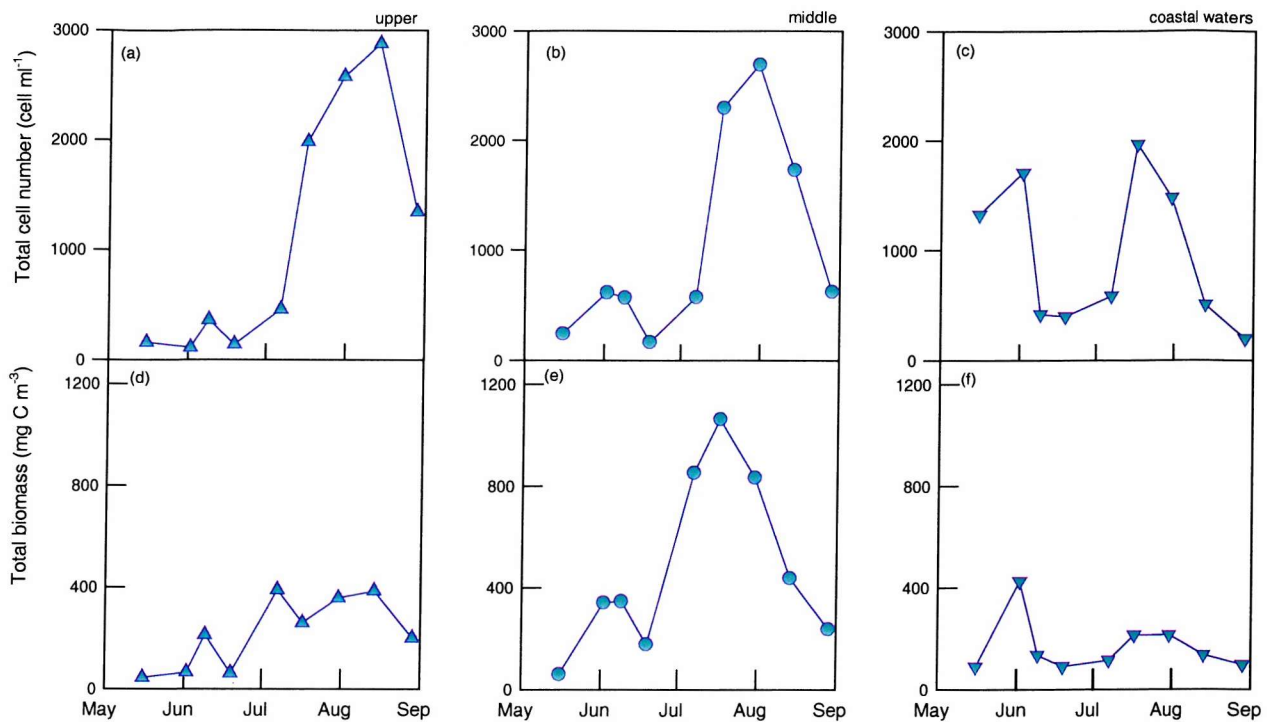 upper
middle
coastal waters
Total cell number (cell ml⁻¹)
3000
2000
1000
0
(a)
3000
2000
1000
0
(b)
3000
2000
1000
0
(c)
Total biomass (mg C m⁻³)
1200
800
400
0
(d)
1200
800
400
0
(e)
1200
800
400
0
(f)
May Jun Jul Aug Sep
May Jun Jul Aug Sep
May Jun Jul Aug Sep